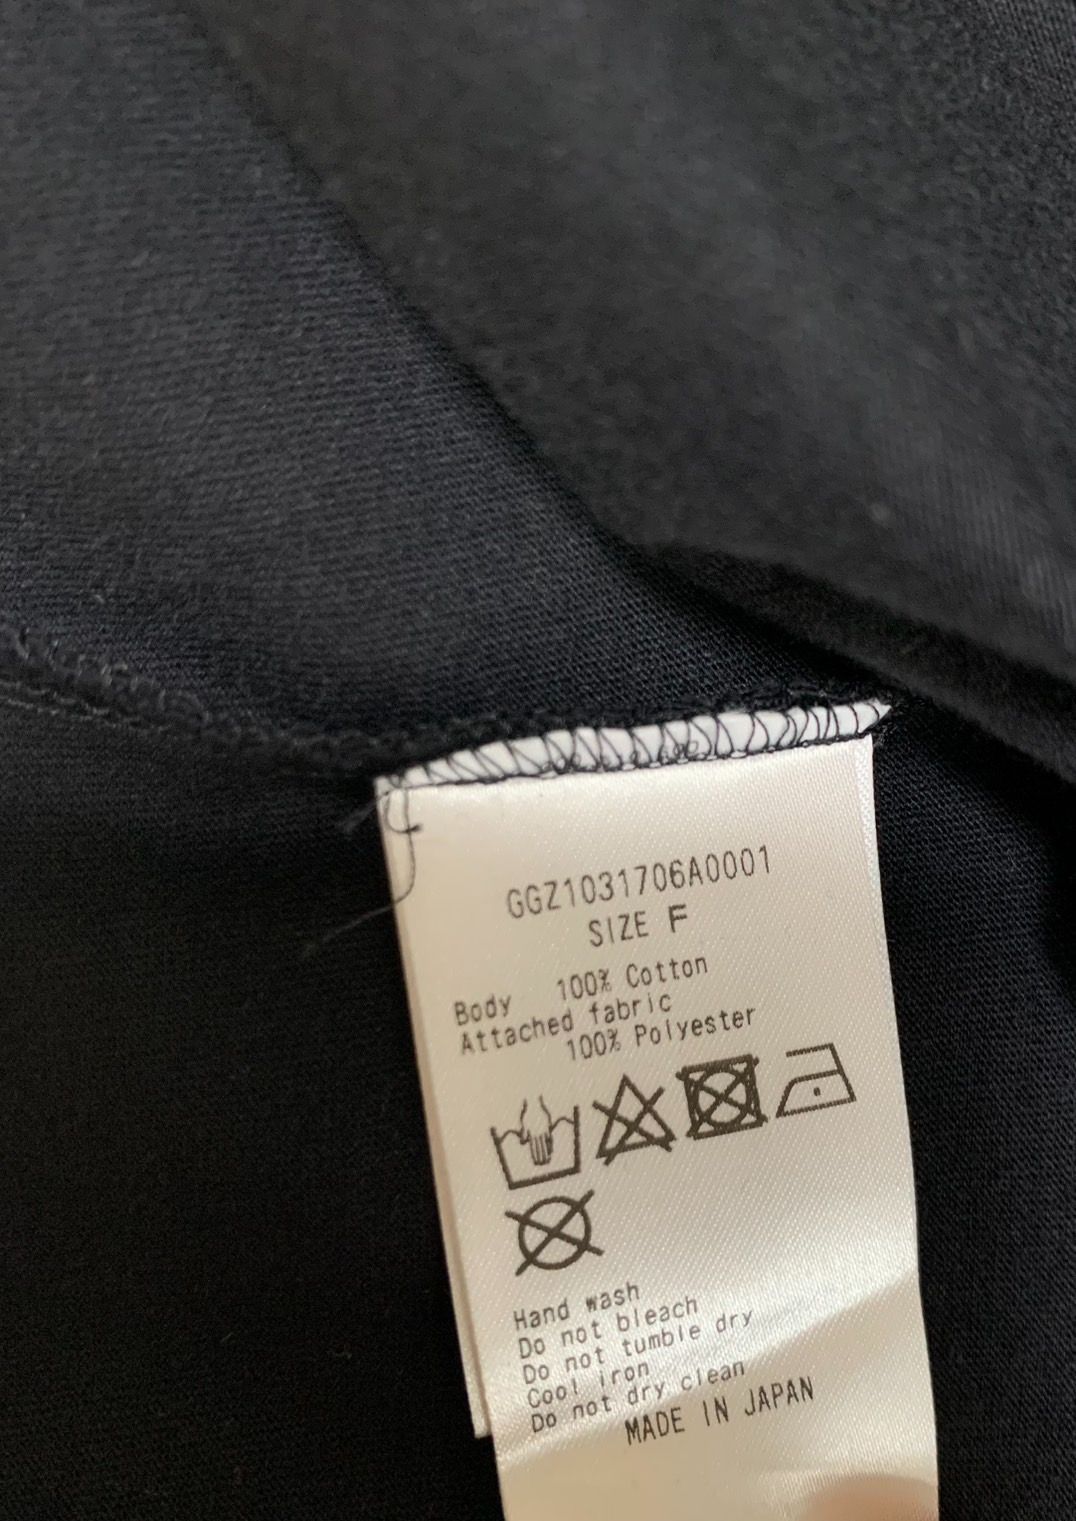 GGZ1031706A0001
SIZE F
Body 100% Cotton
Attached fabric
100% Polyester
Hand wash
Do not bleach
Do not tumble dry
Cool iron
Do not dry clean
MADE IN JAPAN